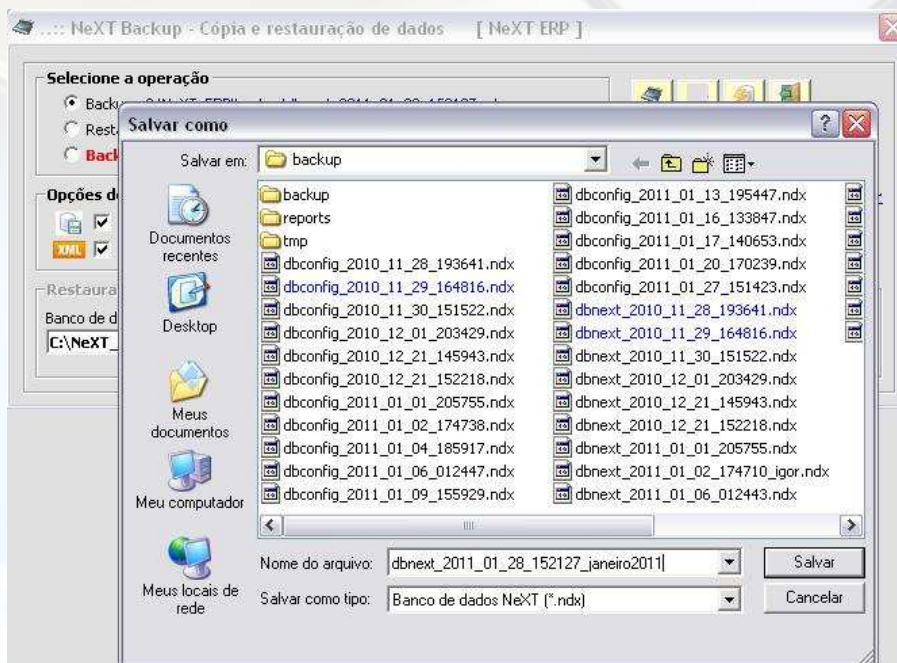 ..:: NeXT Backup - Cópia e restauração de dados [ NeXT ERP ]
Selecione a operação
Salvar como
Salvar em: backup
Opções d
XML
Restaura
Banco de d
C:\NeXT_
Documentos recentes
Desktop
Meus documentos
Meu computador
Meus locais de rede
backup
reports
tmp
dbconfig_2010_11_28_193641.ndx
dbconfig_2010_11_29_164816.ndx
dbconfig_2010_11_30_151522.ndx
dbconfig_2010_12_01_203429.ndx
dbconfig_2010_12_21_145943.ndx
dbconfig_2010_12_21_152218.ndx
dbconfig_2011_01_01_205755.ndx
dbconfig_2011_01_02_174738.ndx
dbconfig_2011_01_04_185917.ndx
dbconfig_2011_01_06_012447.ndx
dbconfig_2011_01_09_155929.ndx
dbconfig_2011_01_13_195447.ndx
dbconfig_2011_01_16_133847.ndx
dbconfig_2011_01_17_140653.ndx
dbconfig_2011_01_20_170239.ndx
dbconfig_2011_01_27_151423.ndx
dbnext_2010_11_28_193641.ndx
dbnext_2010_11_29_164816.ndx
dbnext_2010_11_30_151522.ndx
dbnext_2010_12_01_203429.ndx
dbnext_2010_12_21_145943.ndx
dbnext_2010_12_21_152218.ndx
dbnext_2011_01_01_205755.ndx
dbnext_2011_01_02_174710_igor.ndx
dbnext_2011_01_06_012443.ndx
Nome do arquivo: dbnext_2011_01_28_152127_janeiro2011
Salvar
Salvar como tipo: Banco de dados NeXT (*.ndx)
Cancelar